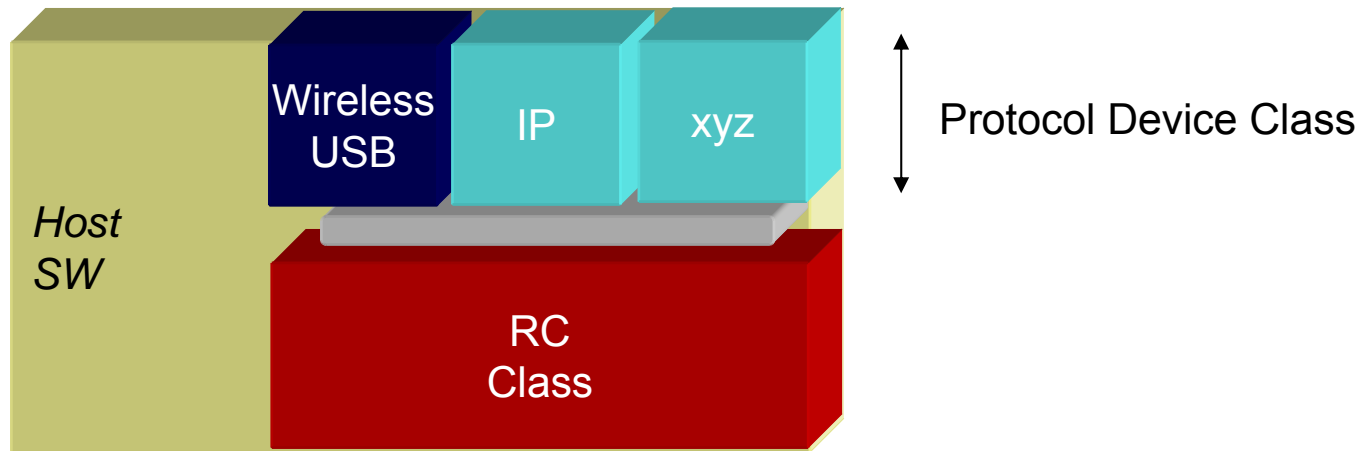 Wireless
USB
IP
xyz
Protocol Device Class
Host
SW
RC
Class